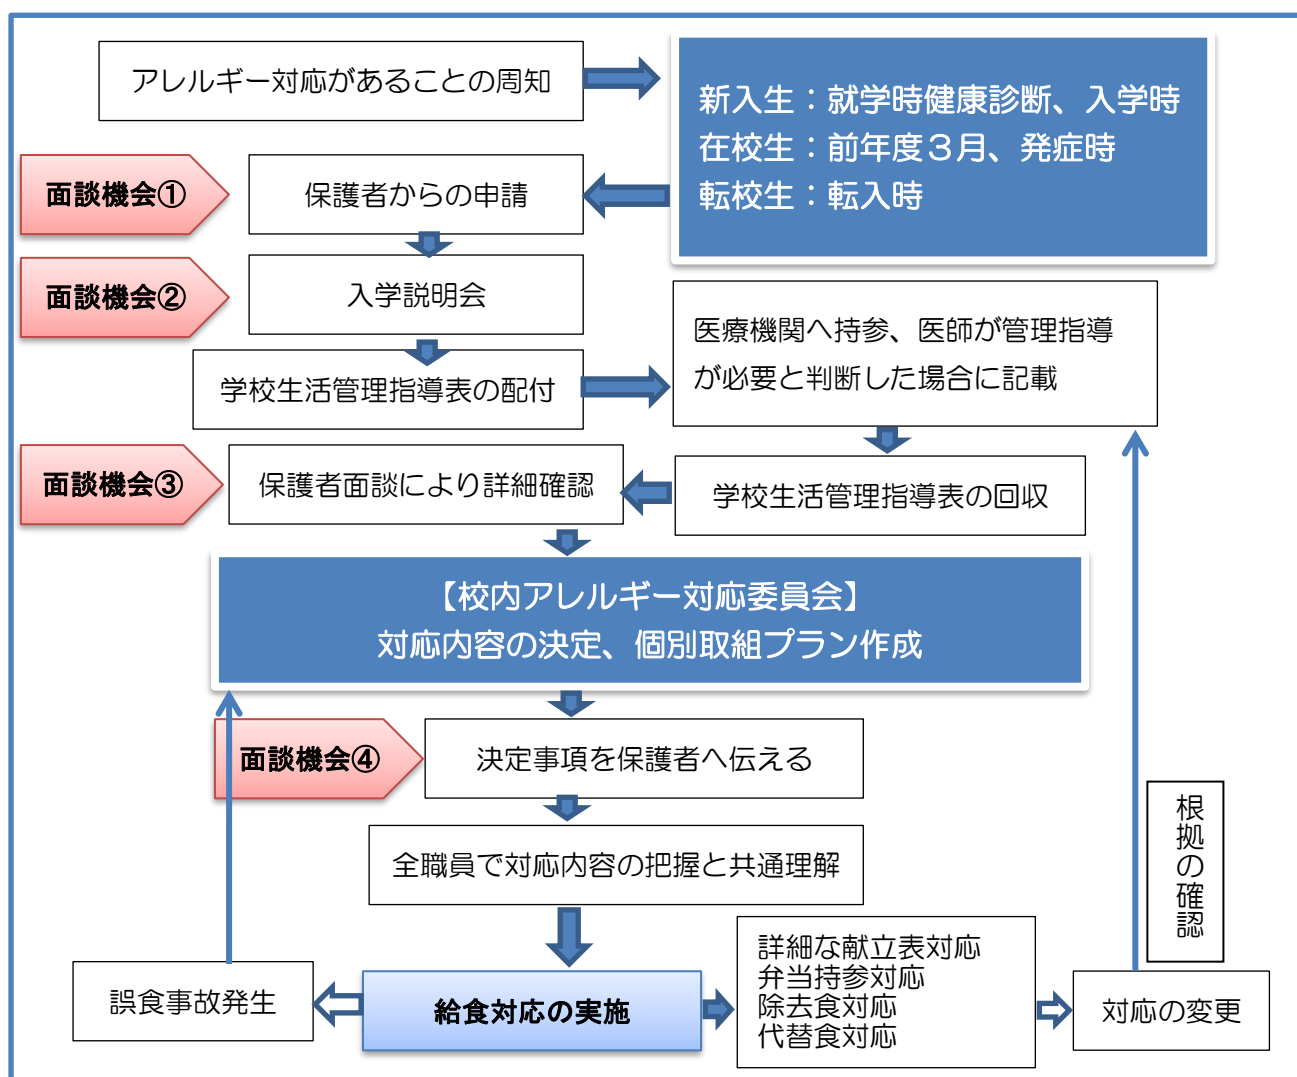 アレルギー対応があることの周知
新入生：就学時健康診断、入学時
在校生：前年度３月、発症時
転校生：転入時
面談機会①
保護者からの申請
面談機会②
入学説明会
医療機関へ持参、医師が管理指導
が必要と判断した場合に記載
学校生活管理指導表の配付
面談機会③
保護者面談により詳細確認
学校生活管理指導表の回収
【校内アレルギー対応委員会】
対応内容の決定、個別取組プラン作成
面談機会④
決定事項を保護者へ伝える
根拠の確認
全職員で対応内容の把握と共通理解
誤食事故発生
給食対応の実施
詳細な献立表対応
弁当持参対応
除去食対応
代替食対応
対応の変更